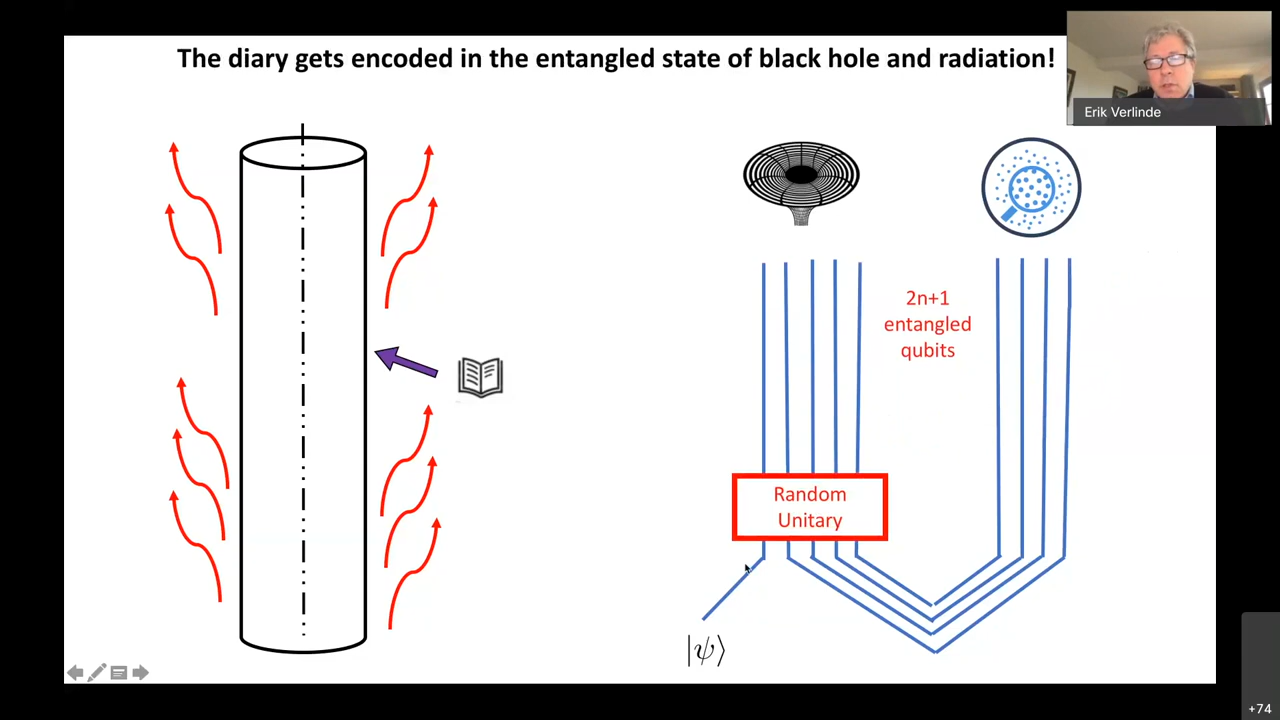 The diary gets encoded in the entangled state of black hole and radiation!
Erik Verlinde
2n+1
entangled
qubits
Random
Unitary
|ψ⟩
+74